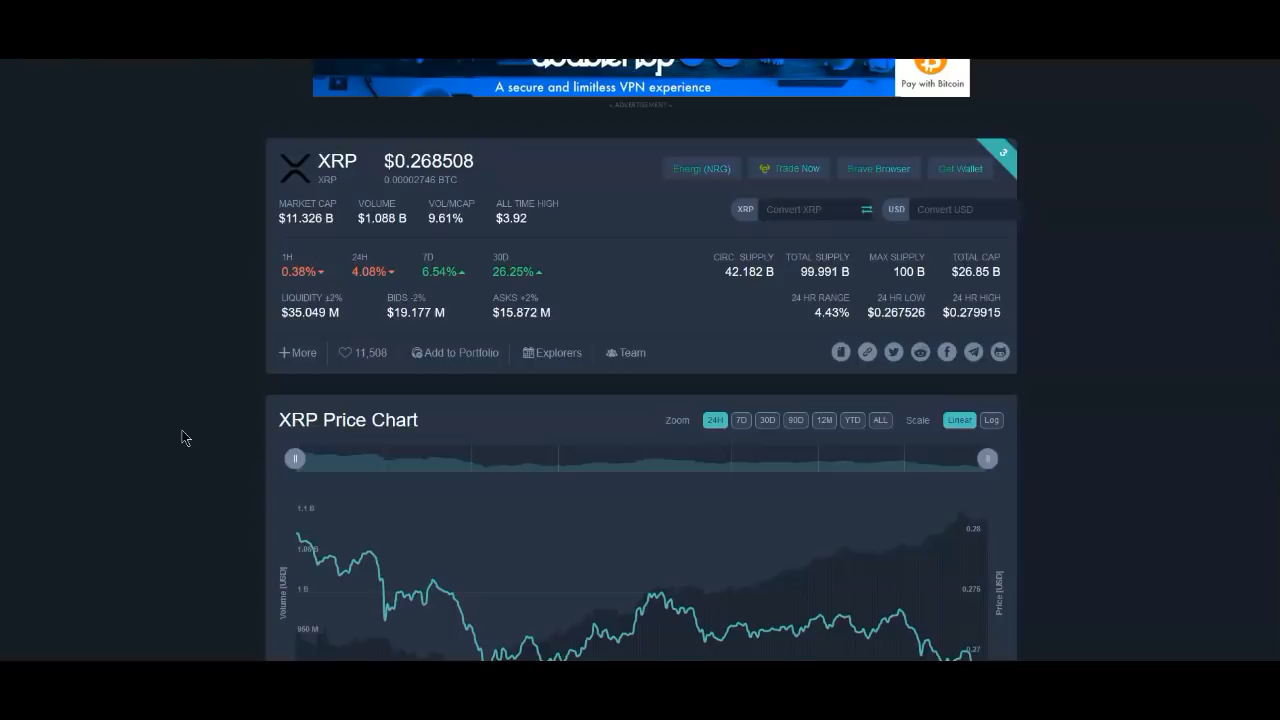 A secure and limitless VPN experience
Pay with Bitcoin
- ADVERTISEMENT -
XRP $0.268508
XRP 0.00002746 BTC
Energi (NRG) Trade Now Brave Browser Get Wallet
3
MARKET CAP VOLUME VOL/MCAP ALL TIME HIGH
$11.326 B $1.088 B 9.61% $3.92
XRP Convert XRP USD Convert USD
1H 24H 7D 30D
0.38% 4.08% 6.54% 26.25%
CIRC. SUPPLY TOTAL SUPPLY MAX SUPPLY TOTAL CAP
42.182 B 99.991 B 100 B $26.85 B
LIQUIDITY ±2% BIDS -2% ASKS +2%
$35.049 M $19.177 M $15.872 M
24 HR RANGE 24 HR LOW 24 HR HIGH
4.43% $0.267526 $0.279915
+More 11,508 Add to Portfolio Explorers Team
XRP Price Chart
Zoom 24H 7D 30D 90D 12M YTD ALL Scale Linear Log
1.1 B
1.05 B
1 B
950 M
Volume [USD]
0.28
0.275
0.27
Price [USD]